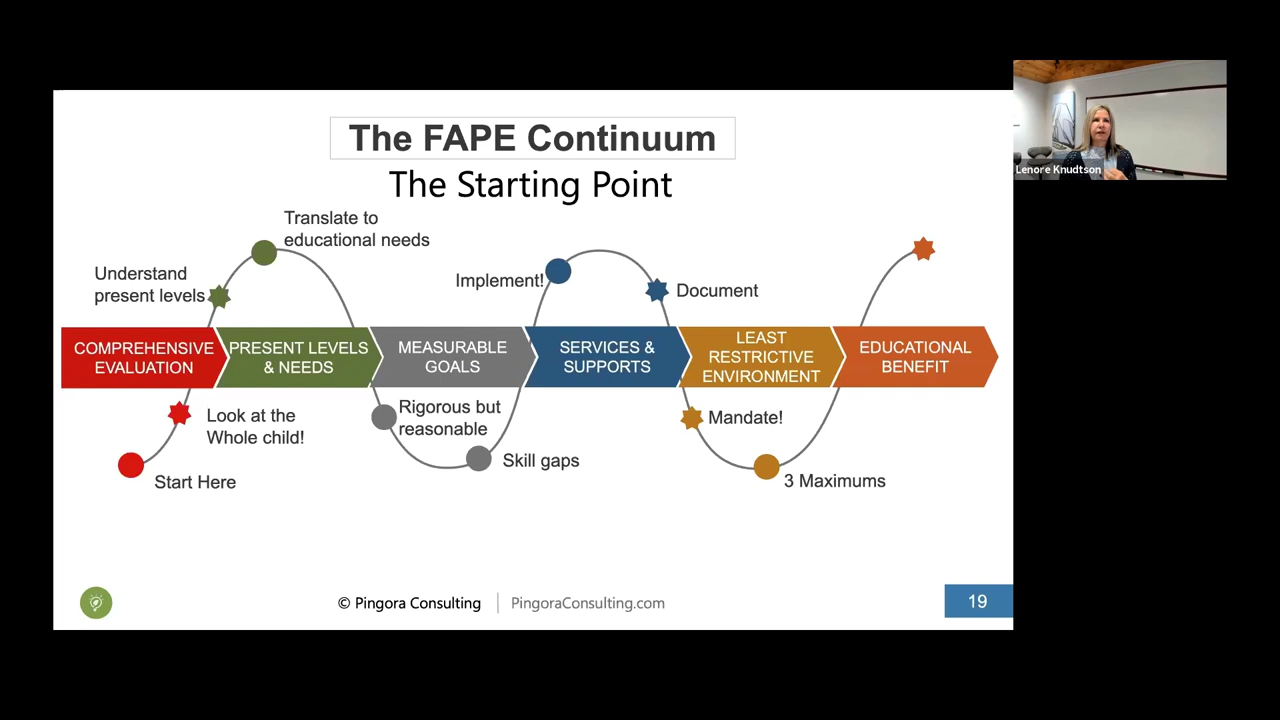 The FAPE Continuum
The Starting Point
Translate to
educational needs
Understand
present levels
Implement!
Document
COMPREHENSIVE
EVALUATION
PRESENT LEVELS
& NEEDS
MEASURABLE
GOALS
SERVICES &
SUPPORTS
LEAST
RESTRICTIVE
ENVIRONMENT
EDUCATIONAL
BENEFIT
Look at the
Whole child!
Start Here
Rigorous but
reasonable
Skill gaps
Mandate!
3 Maximums
© Pingora Consulting
PingoraConsulting.com
19
Lenore Knudtson